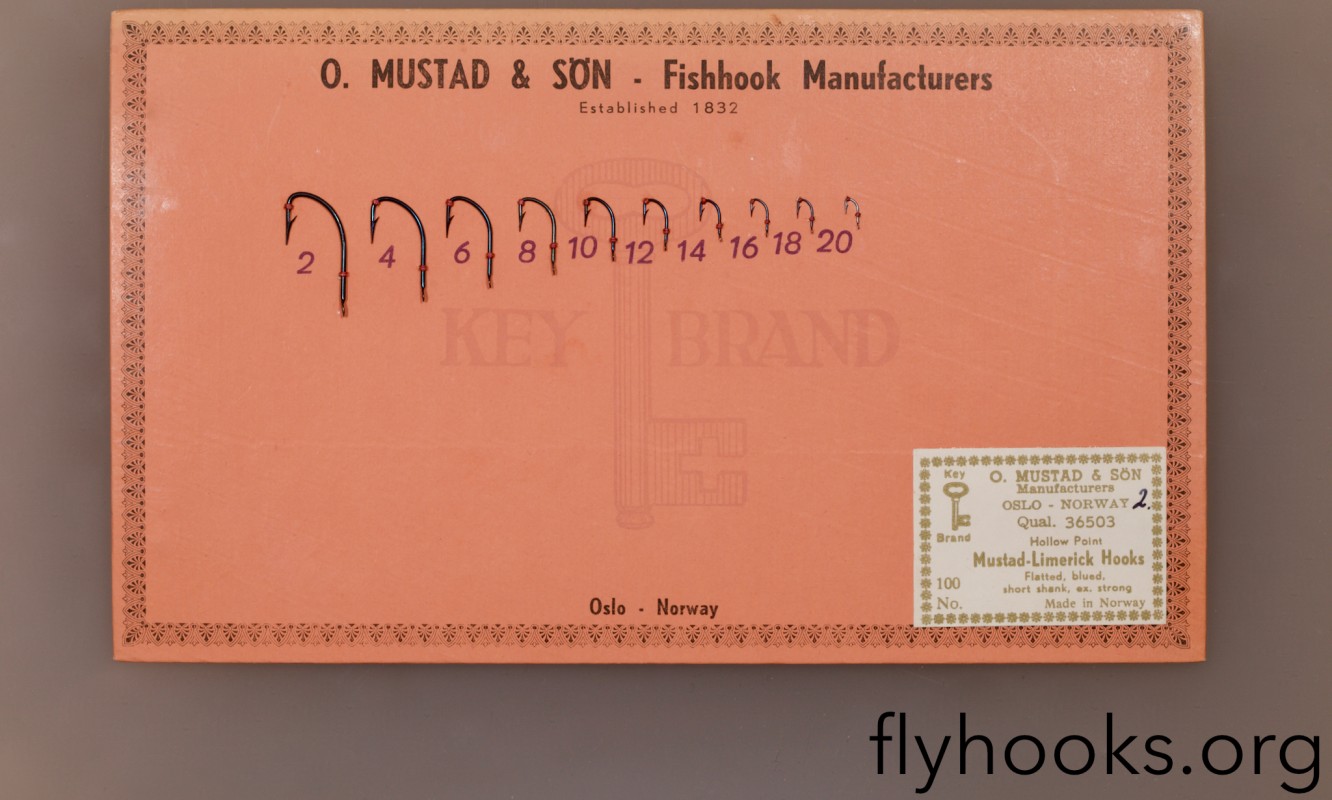 O. MUSTAD & SÖN - Fishhook Manufacturers
Established 1832
2 4 6 8 10 12 14 16 18 20
KEY BRAND
Key
Brand
O. MUSTAD & SÖN
Manufacturers
OSLO - NORWAY 2.
Qual. 36503
Hollow Point
Mustad-Limerick Hooks
Flatted, blued,
short shank, ex. strong
100
No. Made in Norway
Oslo - Norway
flyhooks.org